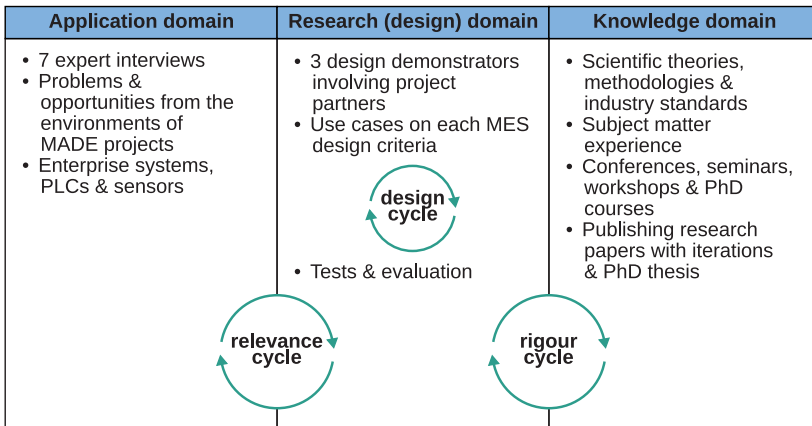 Application domain
• 7 expert interviews
• Problems &
opportunities from the
environments of
MADE projects
• Enterprise systems,
PLCs & sensors
Research (design) domain
• 3 design demonstrators
involving project
partners
• Use cases on each MES
design criteria
design
cycle
• Tests & evaluation
Knowledge domain
• Scientific theories,
methodologies &
industry standards
• Subject matter
experience
• Conferences, seminars,
workshops & PhD
courses
• Publishing research
papers with iterations
& PhD thesis
relevance
cycle
rigour
cycle